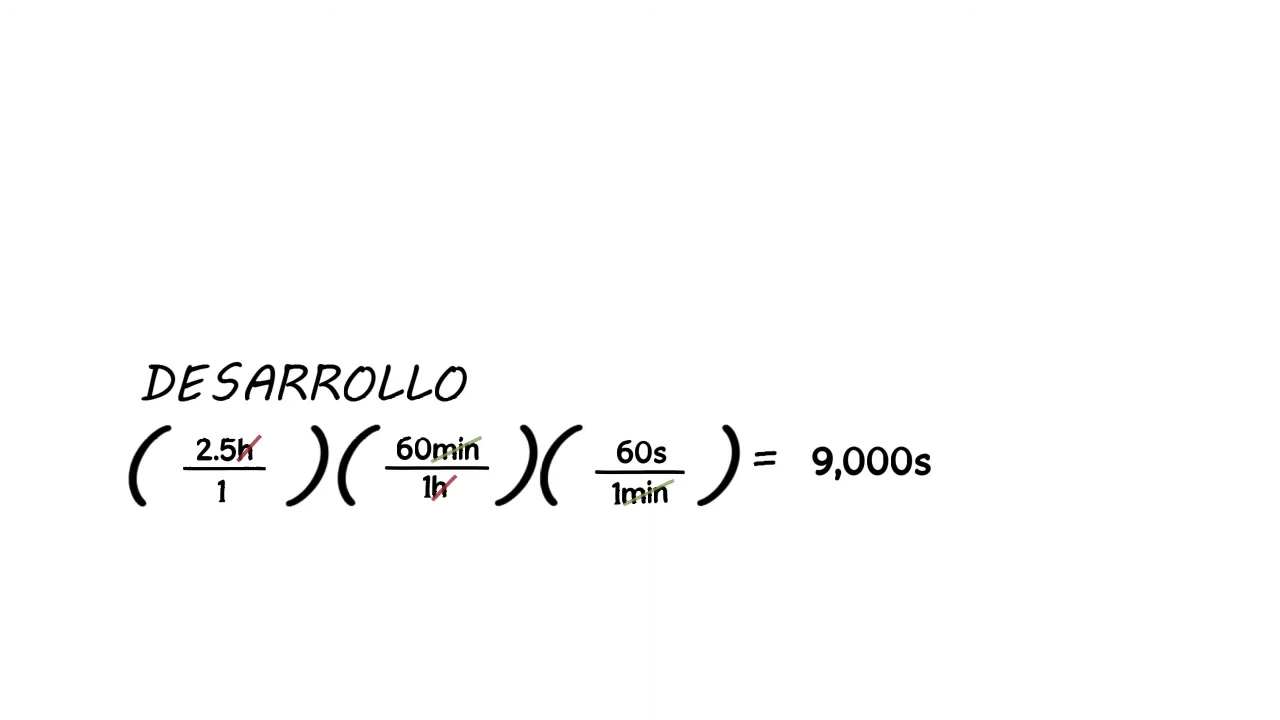 DESARROLLO
( 2.5h / 1 ) ( 60min / 1h ) ( 60s / 1min ) = 9,000s